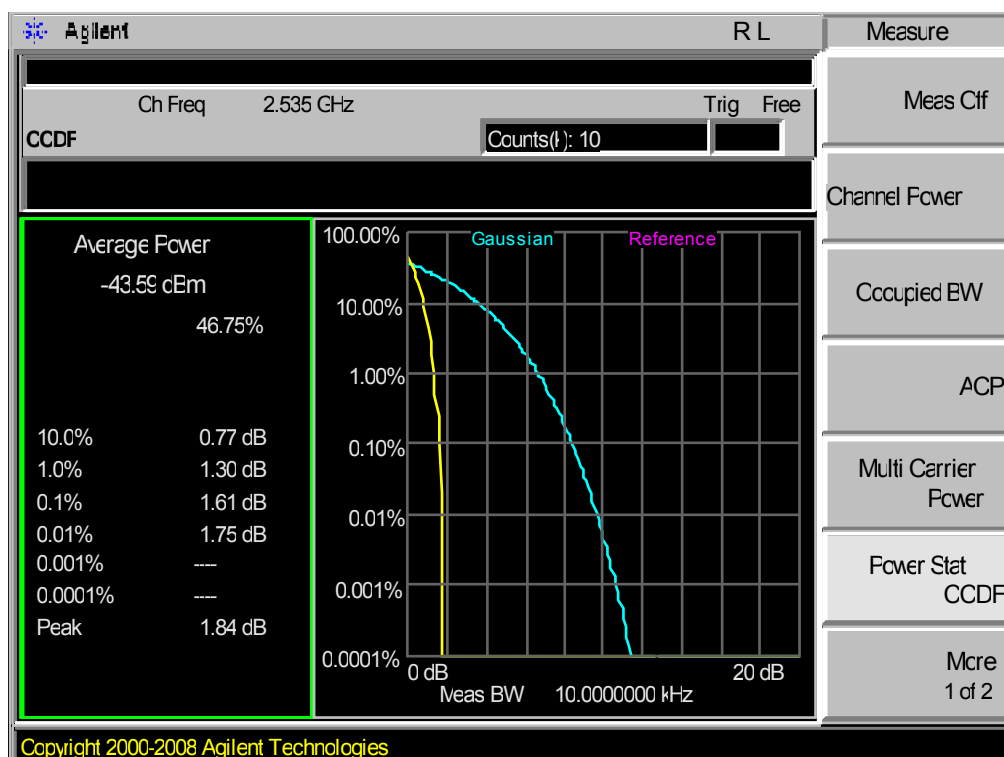 Agilent R L Measure
Ch Freq 2.535 GHz Trig Free
CCDF Counts(k): 10
Average Power
-43.59 dBm
46.75%
10.0% 0.77 dB
1.0% 1.30 dB
0.1% 1.61 dB
0.01% 1.75 dB
0.001% ----
0.0001% ----
Peak 1.84 dB
Gaussian Reference
100.00%
10.00%
1.00%
0.10%
0.01%
0.001%
0.0001%
0 dB 20 dB
Meas BW 10.0000000 kHz
Meas Off
Channel Power
Occupied BW
ACP
Multi Carrier
Power
Power Stat
CCDF
More
1 of 2
Copyright 2000-2008 Agilent Technologies